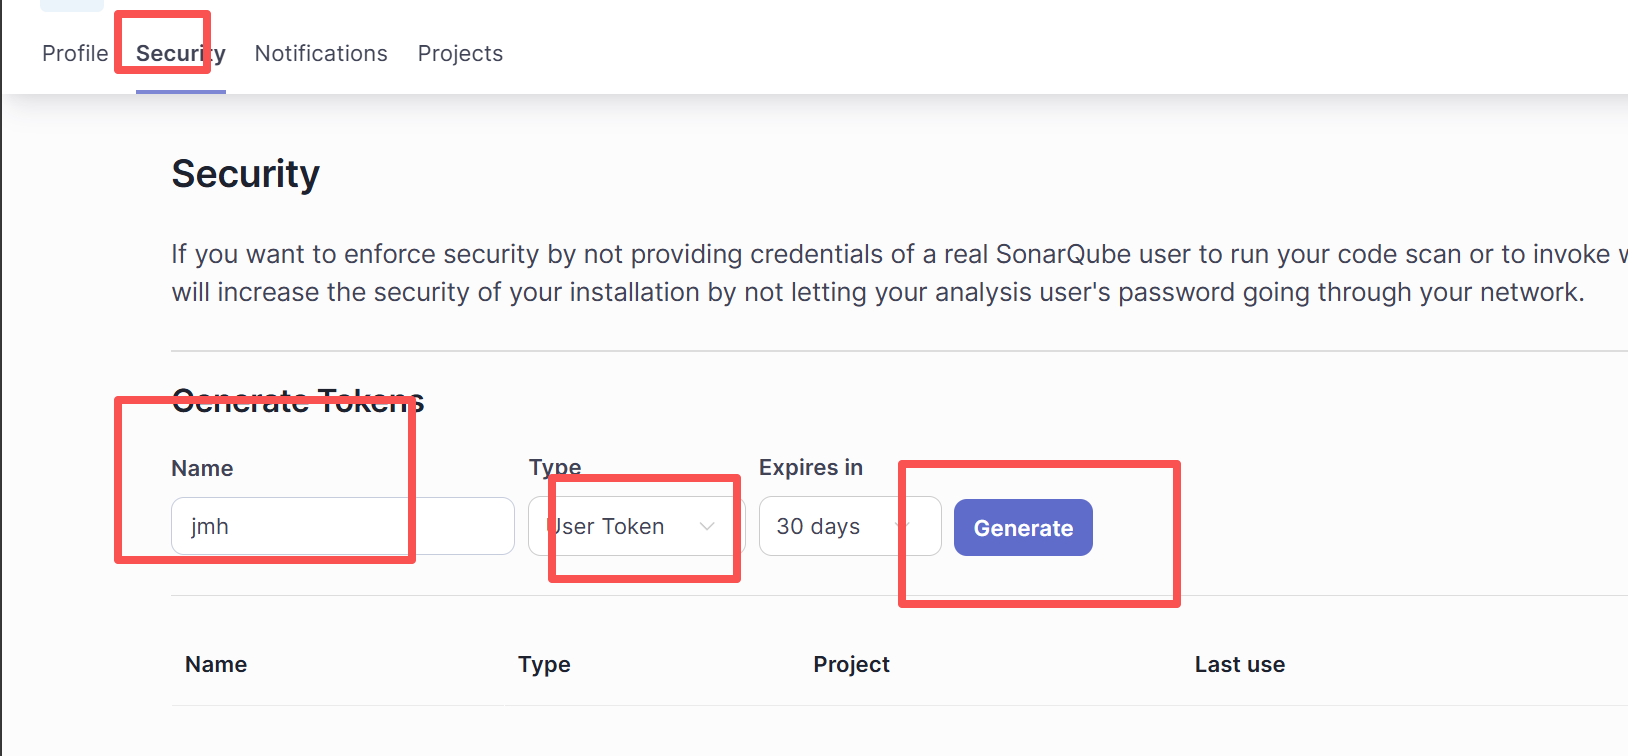 Profile Security Notifications Projects
Security
If you want to enforce security by not providing credentials of a real SonarQube user to run your code scan or to invoke
will increase the security of your installation by not letting your analysis user's password going through your network.
Generate Tokens
Name Type Expires in
jmh User Token 30 days Generate
Name Type Project Last use